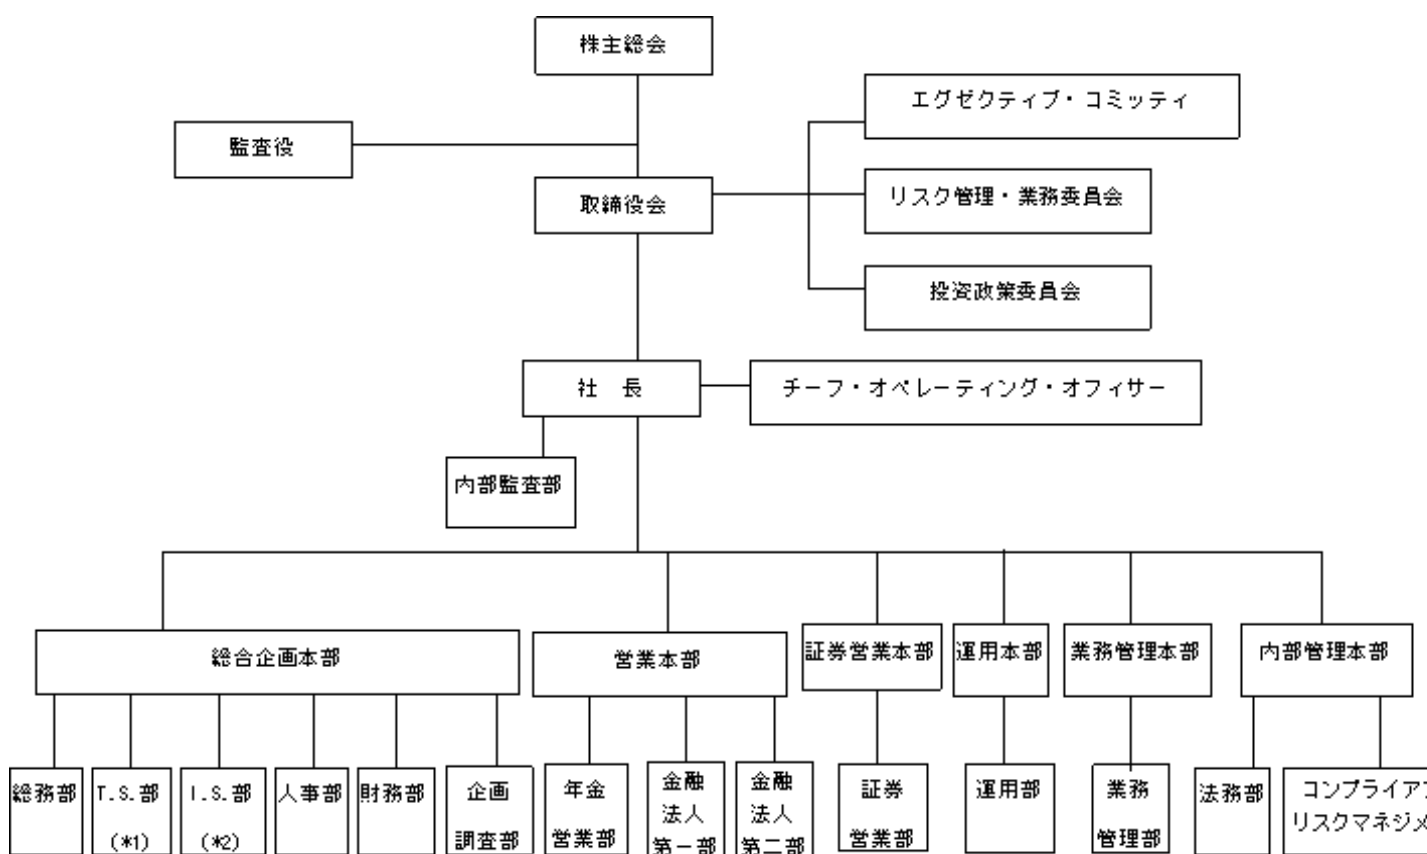 株主総会
エグゼクティブ・コミッティ
監査役
リスク管理・業務委員会
取締役会
投資政策委員会
社 長
チーフ・オペレーティング・オフィサー
内部監査部
総合企画本部
営業本部
証券営業本部
運用本部
業務管理本部
内部管理本部
総務部
T.S.部
(*1)
I.S.部
(*2)
人事部
財務部
企画
調査部
年金
営業部
金融
法人
第一部
金融
法人
第二部
証券
営業部
運用部
業務
管理部
法務部
コンプライア
リスクマネジメ